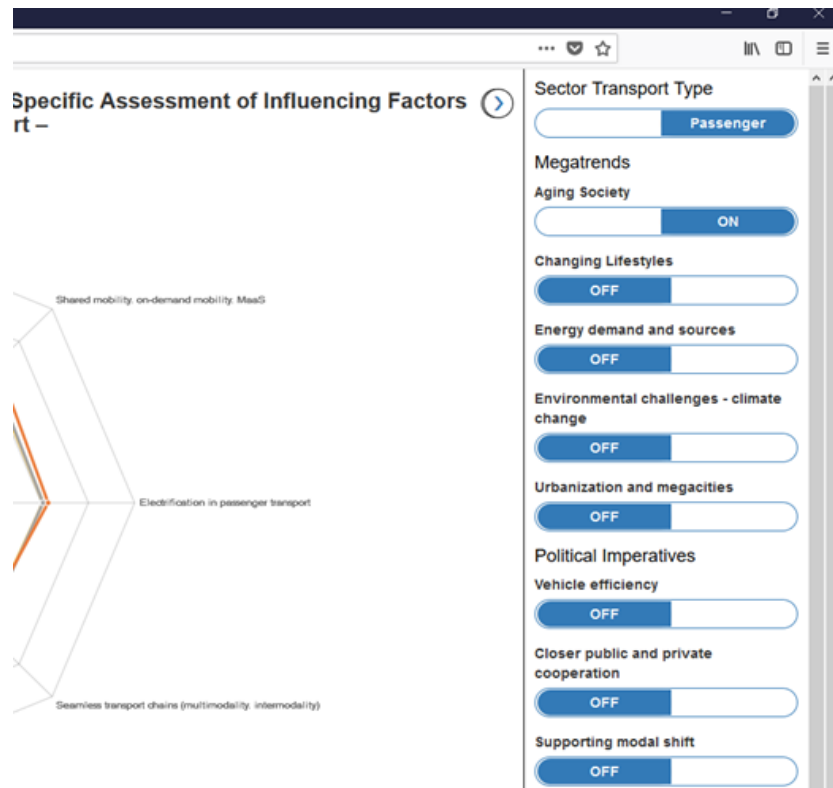 Specific Assessment of Influencing Factors
rt –
Shared mobility. on-demand mobility. MaaS
Electrification in passenger transport
Seamless transport chains (multimodality. intermodality)
Sector Transport Type
Passenger
Megatrends
Aging Society
ON
Changing Lifestyles
OFF
Energy demand and sources
OFF
Environmental challenges - climate
change
OFF
Urbanization and megacities
OFF
Political Imperatives
Vehicle efficiency
OFF
Closer public and private
cooperation
OFF
Supporting modal shift
OFF